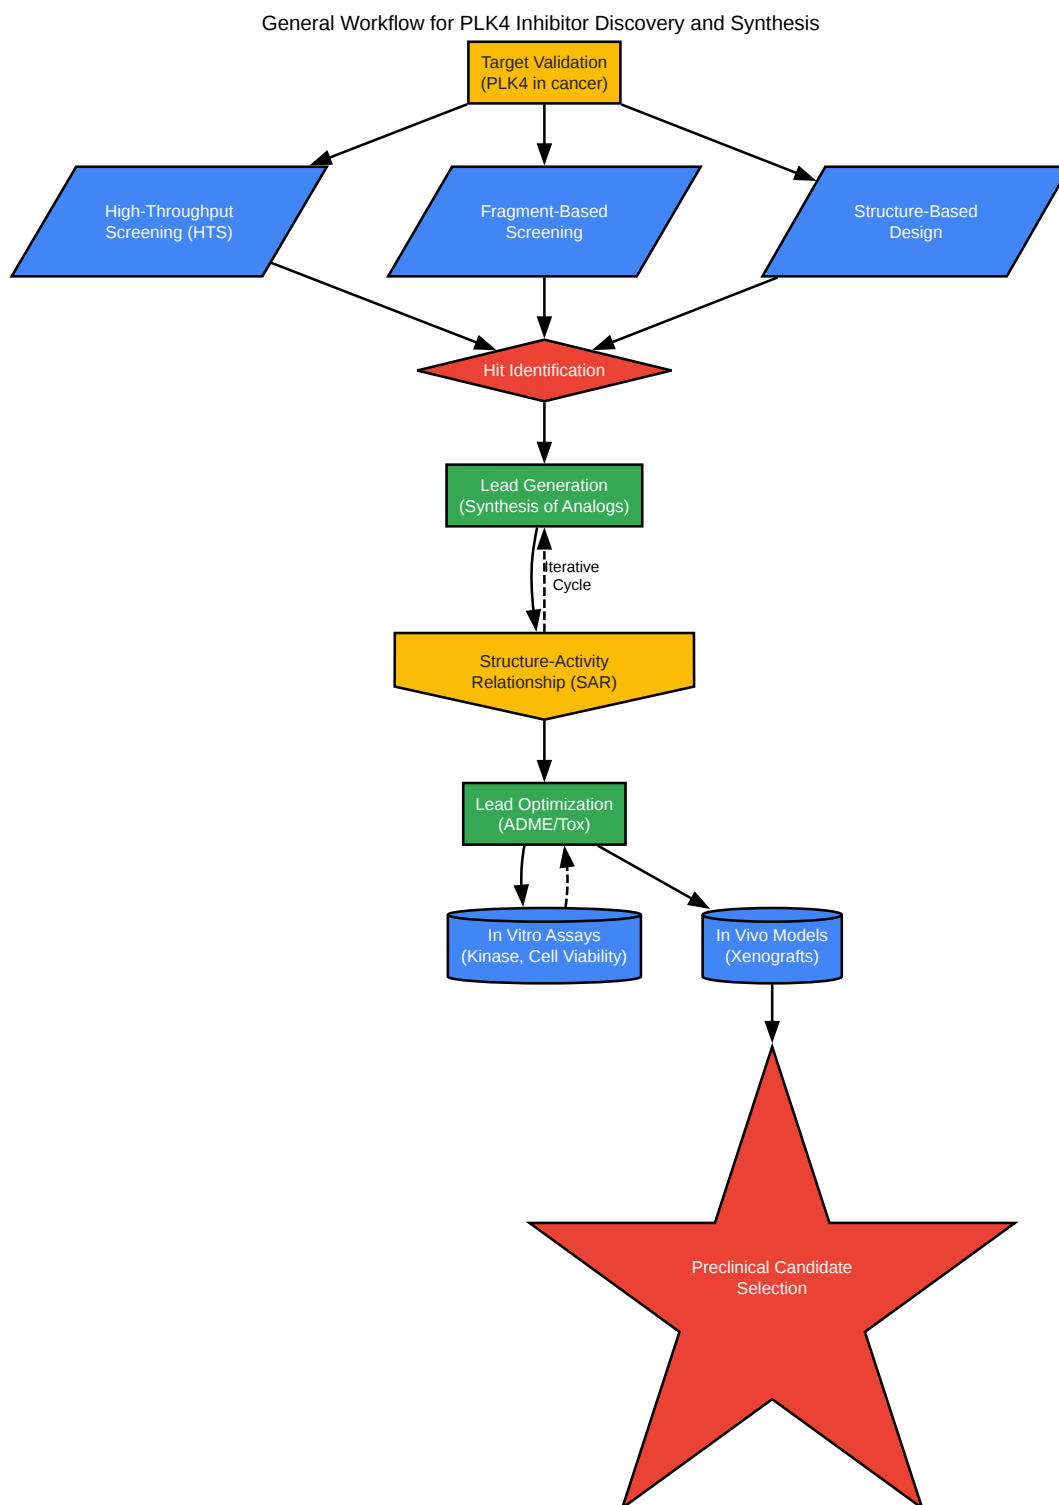 General Workflow for PLK4 Inhibitor Discovery and Synthesis
Target Validation
(PLK4 in cancer)
High-Throughput
Screening (HTS)
Fragment-Based
Screening
Structure-Based
Design
Hit Identification
Lead Generation
(Synthesis of Analogs)
Iterative
Cycle
Structure-Activity
Relationship (SAR)
Lead Optimization
(ADME/Tox)
In Vitro Assays
(Kinase, Cell Viability)
In Vivo Models
(Xenografts)
Preclinical Candidate
Selection